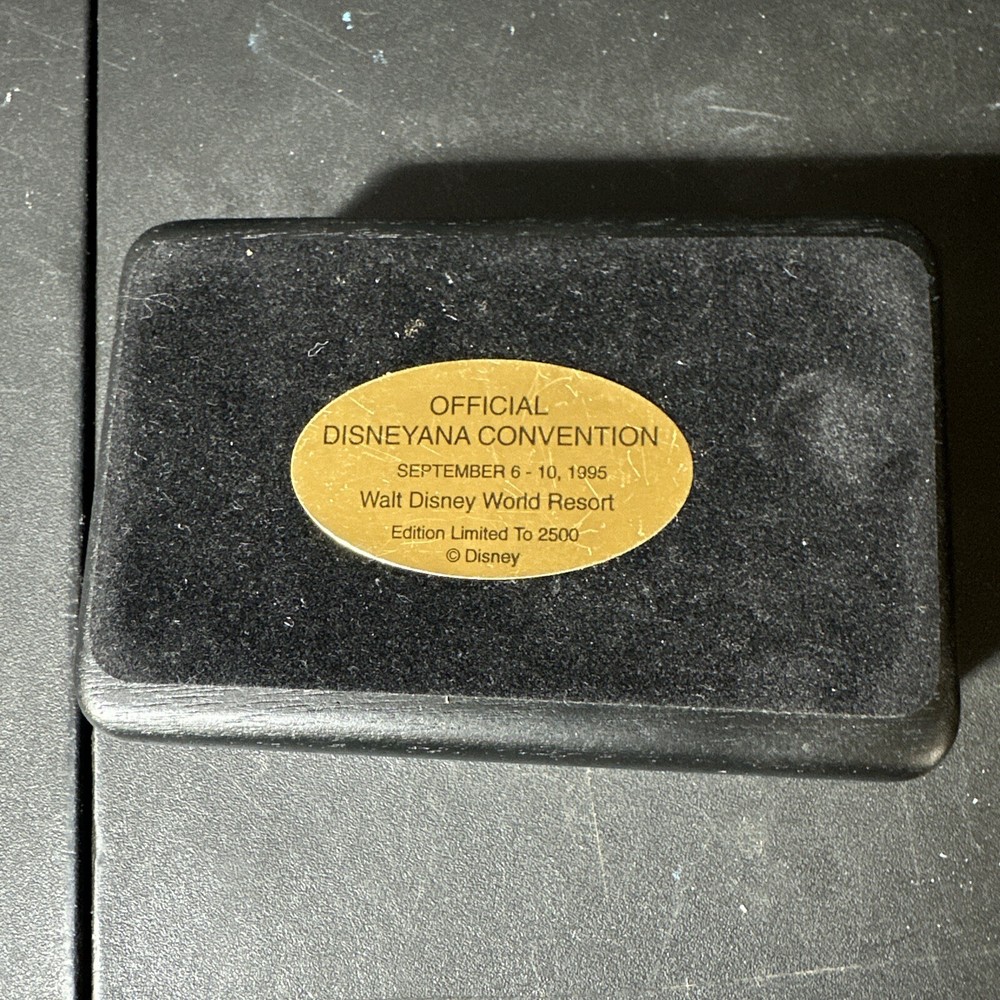 OFFICIAL
DISNEYANA CONVENTION
SEPTEMBER 6 - 10, 1995
Walt Disney World Resort
Edition Limited To 2500
© Disney